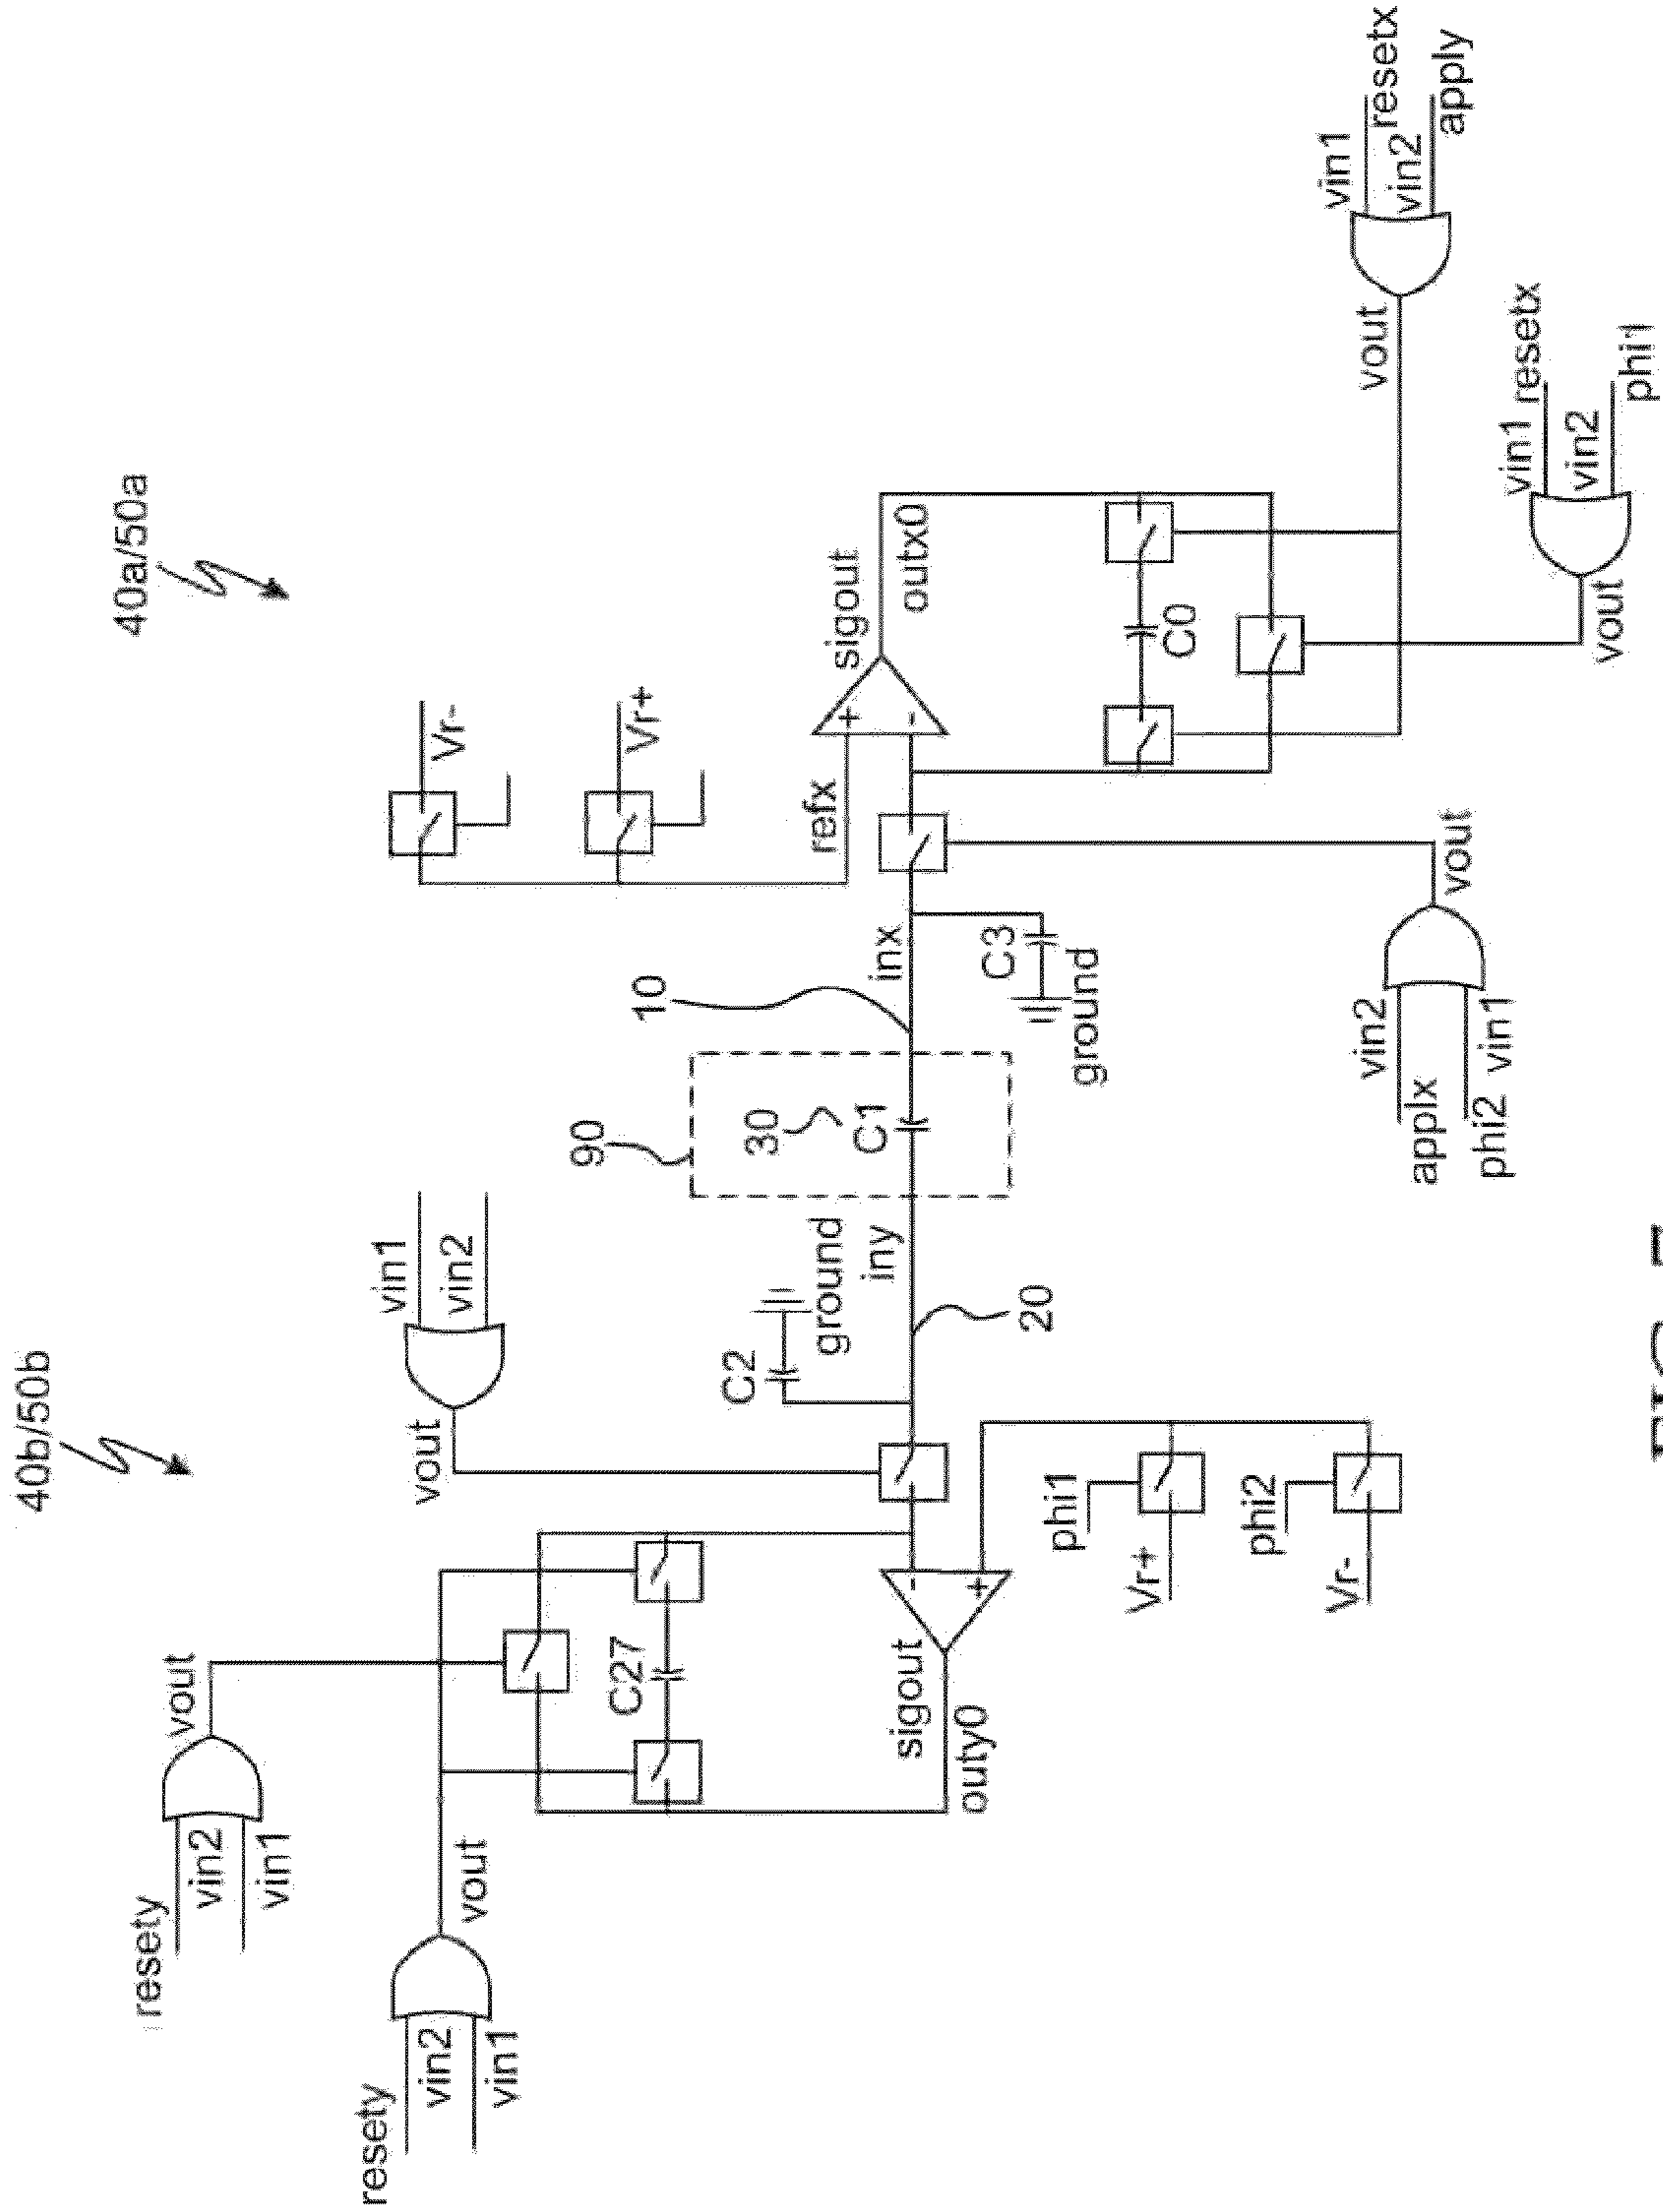 40a/50a
resetx
apply
vin1
vin2
vout
resetx
phi1
vin1
vin2
vout
Vr-
Vr+
sigout
outx0
C0
refx
vout
vin2
vin1
applx
phi2
inx
10
C3
ground
90
30
C1
40b/50b
vin1
vin2
vout
ground
iny
C2
20
phi1
phi2
Vr+
Vr-
C27
sigout
outy0
vout
vin2
vin1
resety
vout
vin2
vin1
resety